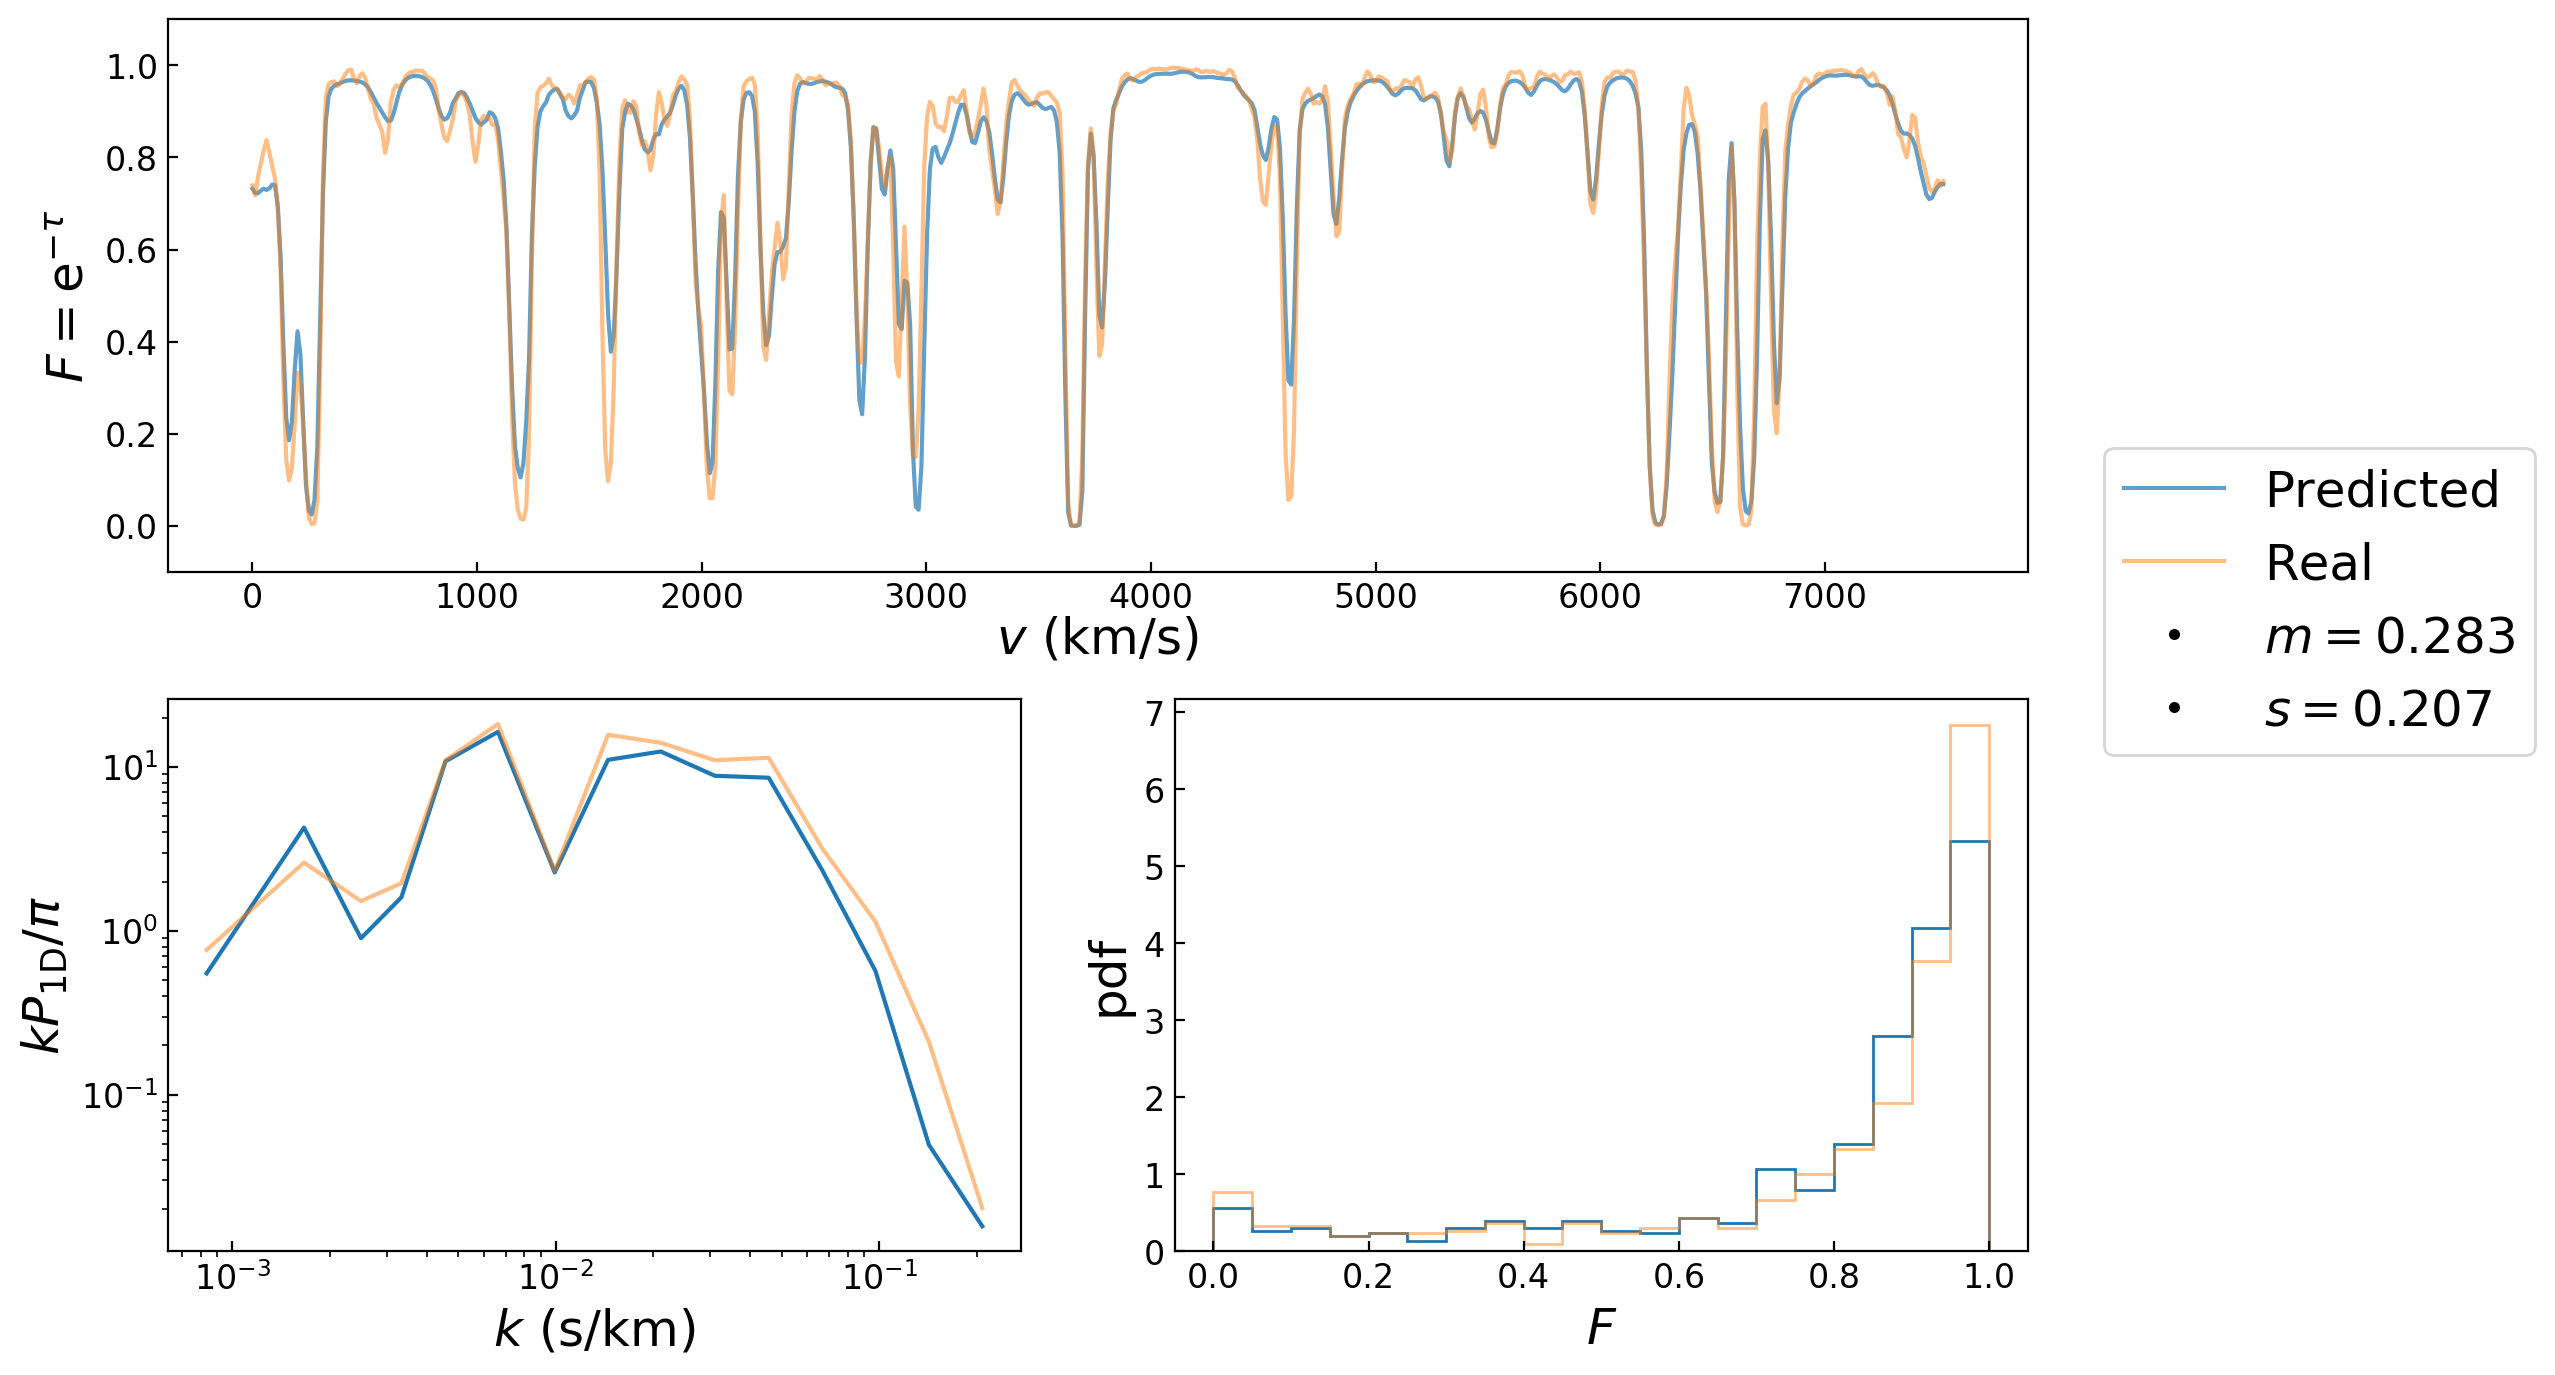 F = e^{-τ}
1.0
0.8
0.6
0.4
0.2
0.0
0 1000 2000 3000 4000 5000 6000 7000
v (km/s)
Predicted
Real
m = 0.283
s = 0.207
kP_{1D}/π
10^1
10^0
10^{-1}
10^{-3} 10^{-2} 10^{-1}
k (s/km)
pdf
7
6
5
4
3
2
1
0
0.0 0.2 0.4 0.6 0.8 1.0
F